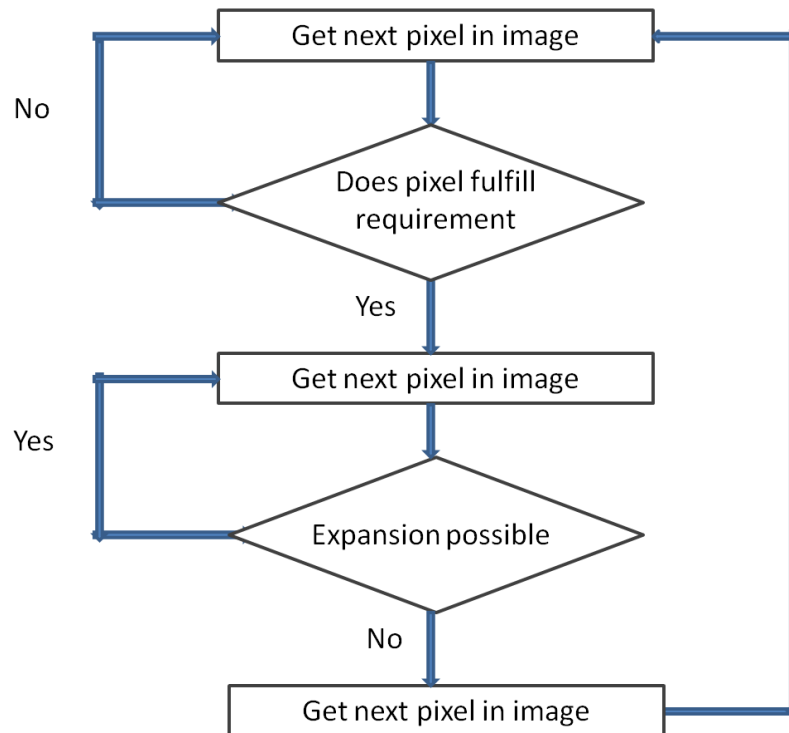 Get next pixel in image
No
Does pixel fulfill
requirement
Yes
Get next pixel in image
Yes
Expansion possible
No
Get next pixel in image